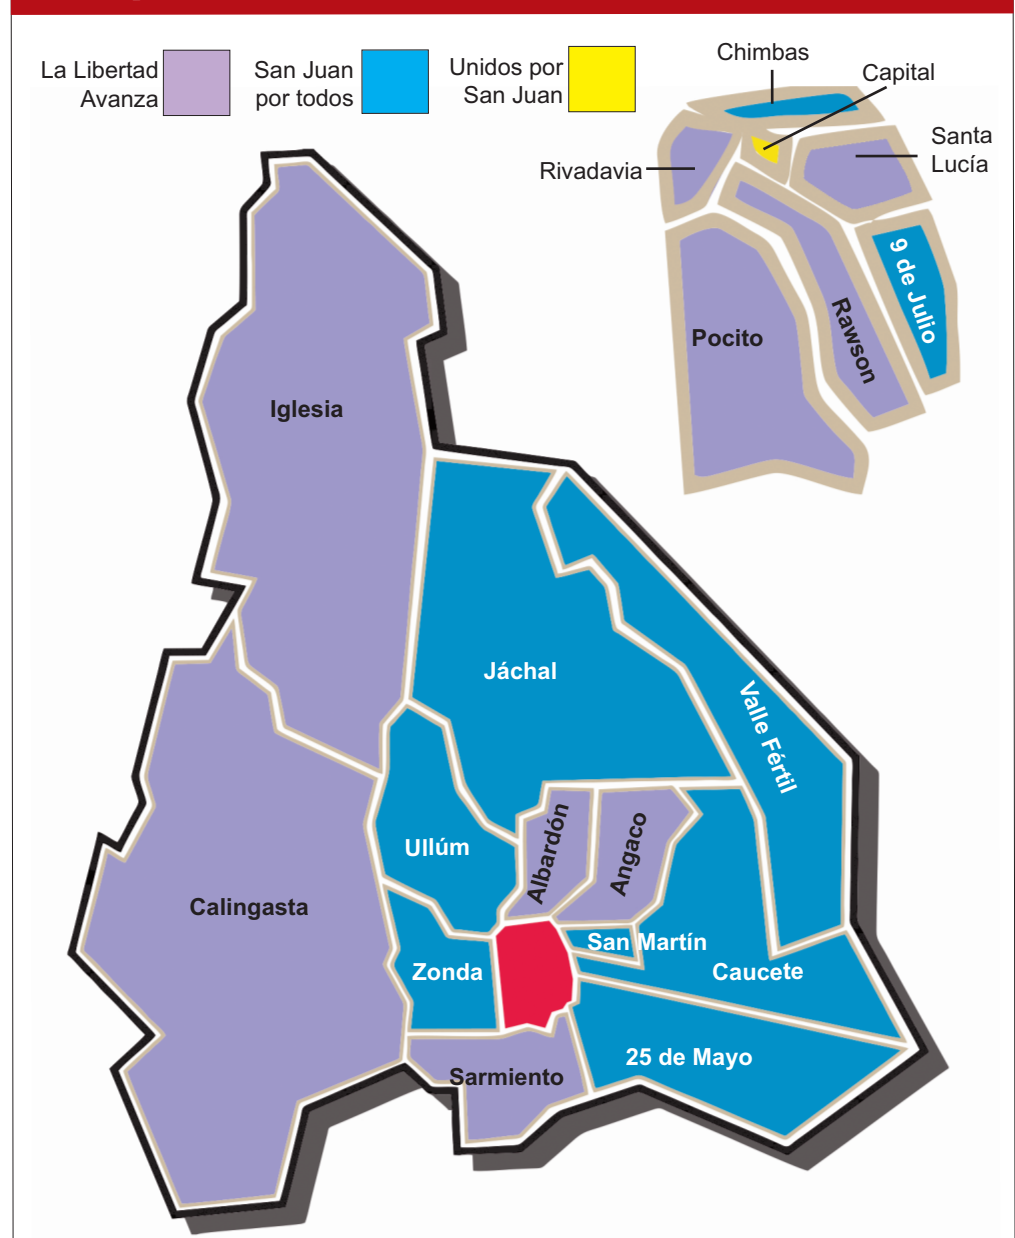 La Libertad
Avanza
San Juan
por todos
Unidos por
San Juan
Chimbas
Capital
Santa
Lucía
Rivadavia
9 de Julio
Rawson
Pocito
Iglesia
Jáchal
Valle Fértil
Ullúm
Albardón
Angaco
Calingasta
San Martín
Zonda
Caucete
25 de Mayo
Sarmiento